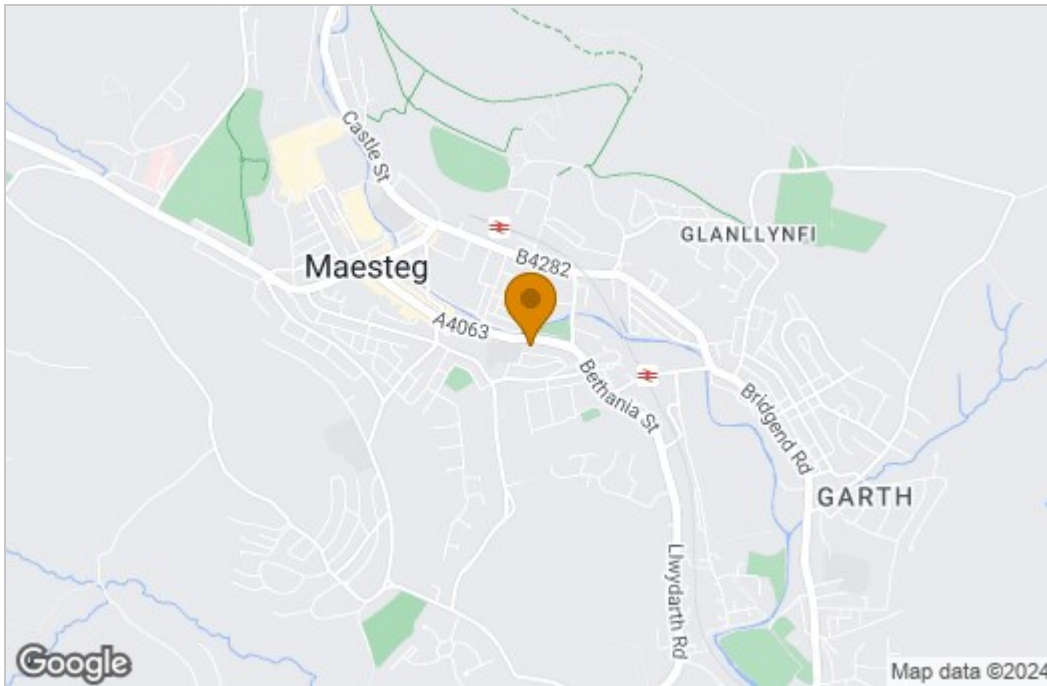 Castle St
GLANLLYNFI
B4282
Maesteg
A4063
Bethania St
Bridgend Rd
GARTH
Llwydarth Rd
Google
Map data ©2024